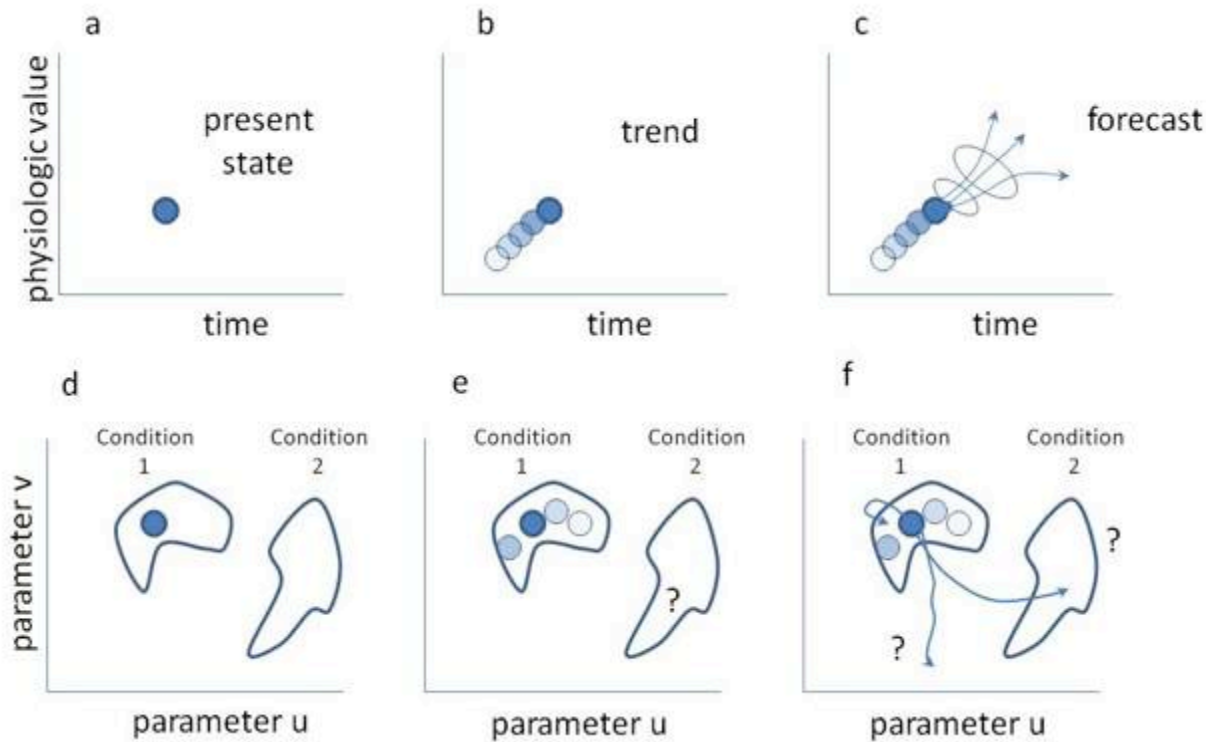 a
b
c
physiologic value
present
state
trend
forecast
time
time
time
d
e
f
Condition
1
Condition
2
Condition
1
Condition
2
Condition
1
Condition
2
parameter v
?
?
?
parameter u
parameter u
parameter u